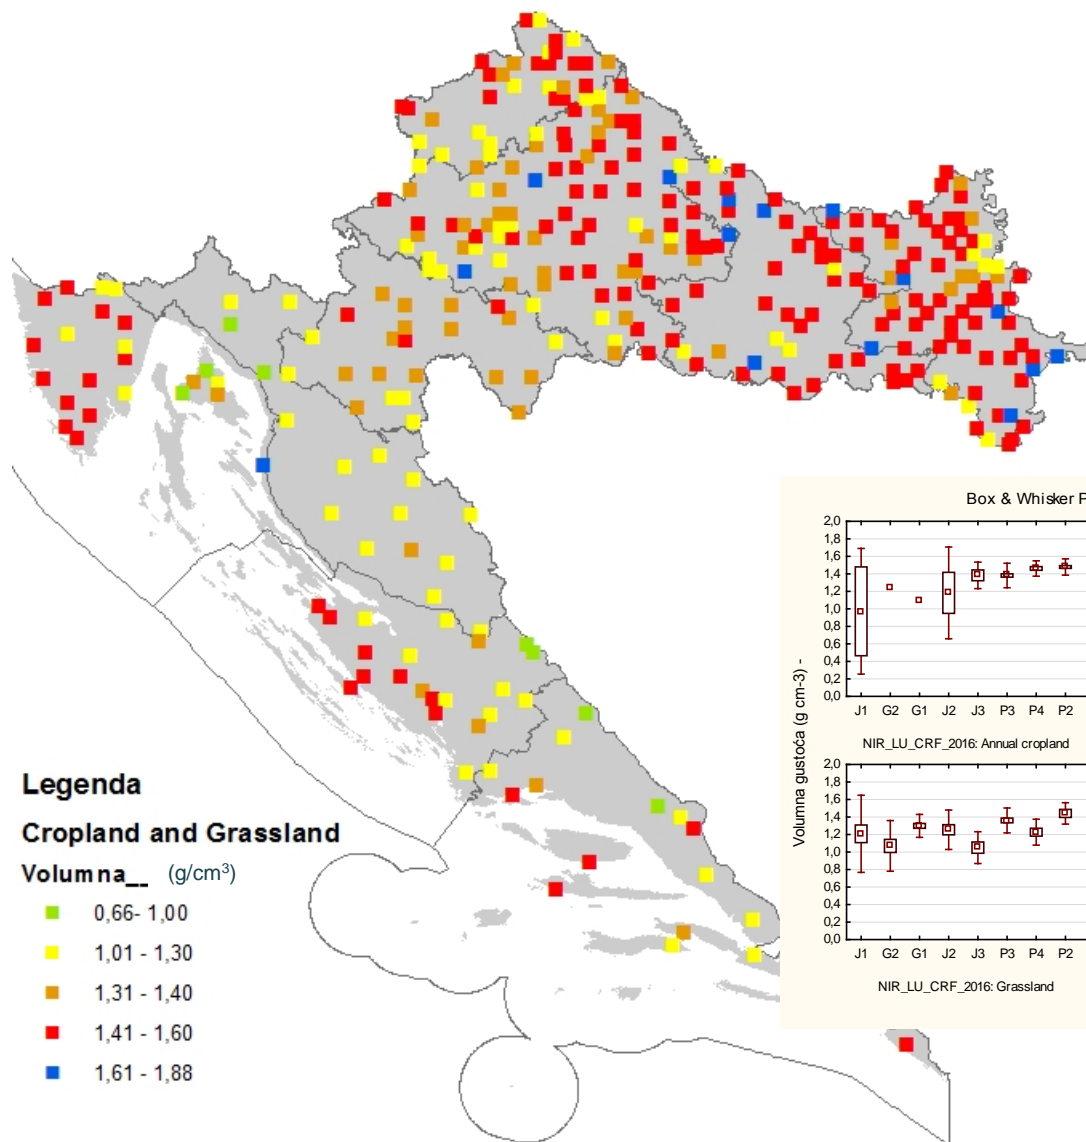 Box & Whisker P
2,0
1,8
1,6
1,4
1,2
1,0
0,8
0,6
0,4
0,2
0,0
J1 G2 G1 J2 J3 P3 P4 P2
NIR_LU_CRF_2016: Annual cropland
Volumna gustoća (g cm-3) -
2,0
1,8
1,6
1,4
1,2
1,0
0,8
0,6
0,4
0,2
0,0
J1 G2 G1 J2 J3 P3 P4 P2
NIR_LU_CRF_2016: Grassland
Legenda
Cropland and Grassland
Volumna__ (g/cm³)
0,66- 1,00
1,01 - 1,30
1,31 - 1,40
1,41 - 1,60
1,61 - 1,88